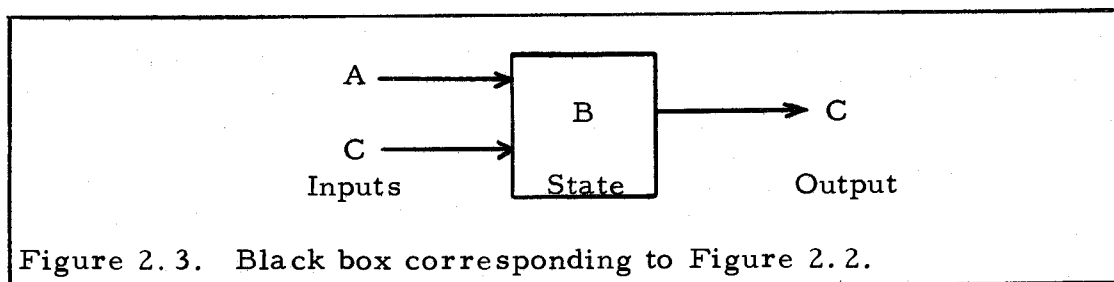 A
B
C
C
Inputs
State
Output
Figure 2.3. Black box corresponding to Figure 2.2.